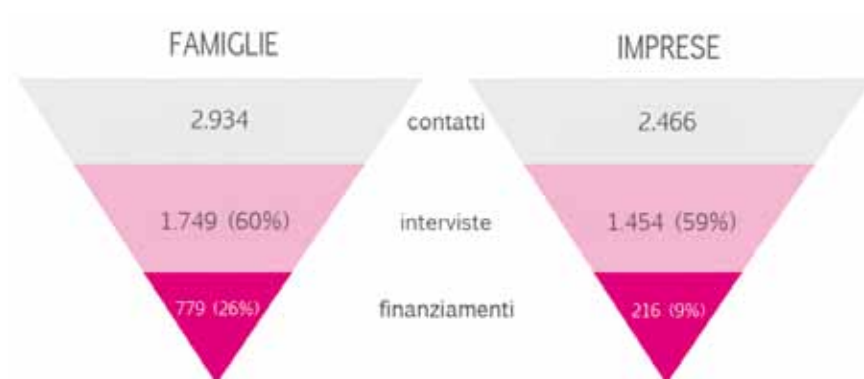 FAMIGLIE
IMPRESE
2.934
contatti
2.466
1.749 (60%)
interviste
1.454 (59%)
779 (26%)
finanziamenti
216 (9%)